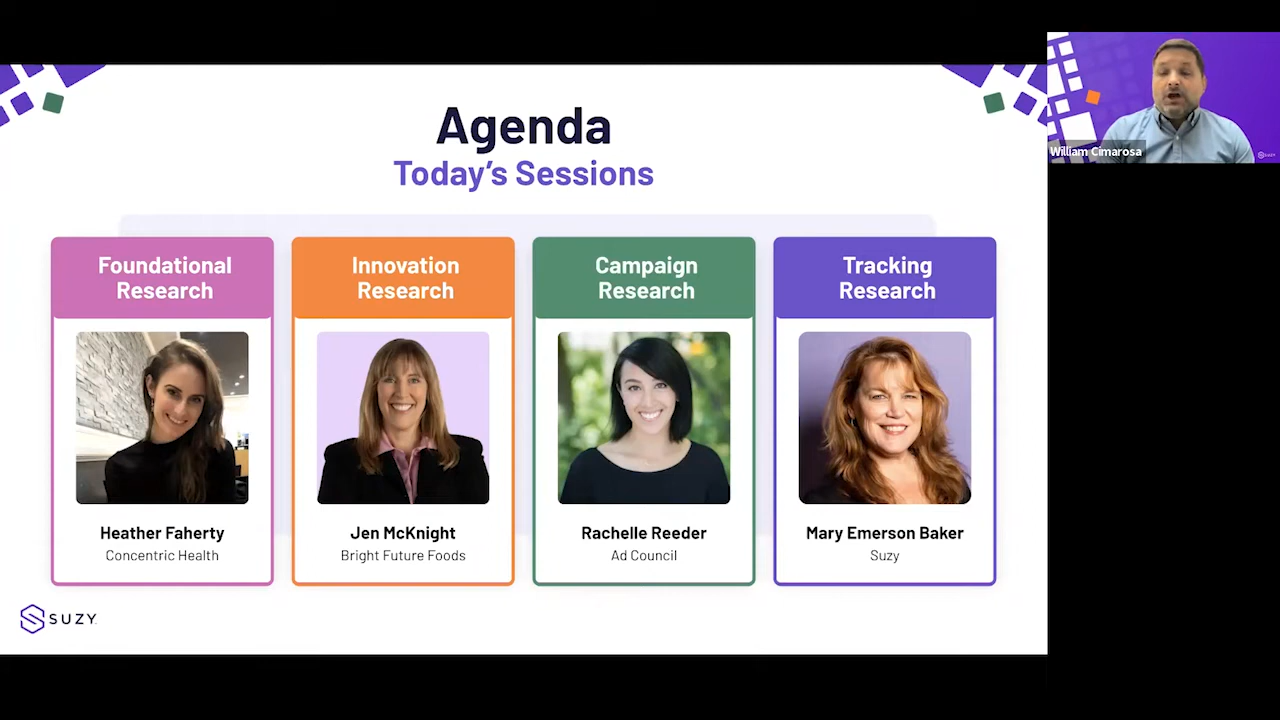 Agenda
Today's Sessions
Foundational
Research
Heather Faherty
Concentric Health
Innovation
Research
Jen McKnight
Bright Future Foods
Campaign
Research
Rachelle Reeder
Ad Council
Tracking
Research
Mary Emerson Baker
Suzy
SUZY
William Cimarosa
SUZY